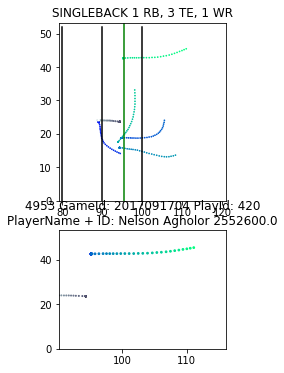 SINGLEBACK 1 RB, 3 TE, 1 WR
50
40
30
20
10
0
80 90 100 110 120
4953 GameId: 2017091704 PlayId: 420
PlayerName + ID: Nelson Agholor 2552600.0
40
20
0
100 110